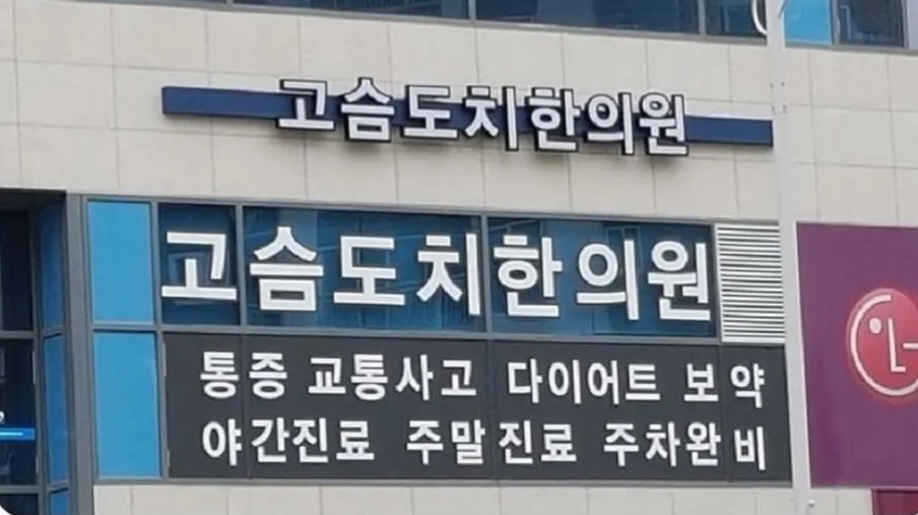 고슴도치한의원
고슴도치한의원
통증 교통사고 다이어트 보약
야간진료 주말진료 주차완비